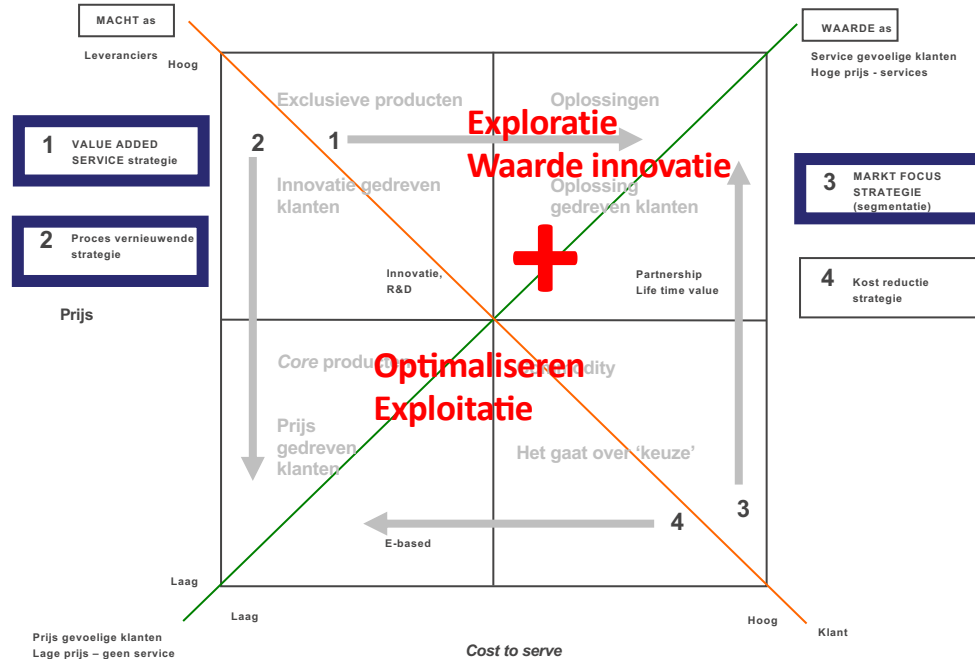 MACHT as
WAARDE as
Leveranciers
Hoog
Service gevoelige klanten
Hoge prijs - services
Exclusieve producten
Oplossingen
Exploratie
Waarde innovatie
1 VALUE ADDED
SERVICE strategie
2
1
Innovatie gedreven
klanten
Oplossing
gedreven klanten
3 MARKT FOCUS
STRATEGIE
(segmentatie)
2 Proces vernieuwende
strategie
Innovatie,
R&D
Partnership
Life time value
4 Kost reductie
strategie
Prijs
Core producten
Optimaliseren
Exploitatie
Prijs
gedreven
klanten
Het gaat over ‘keuze’
4
3
E-based
Laag
Laag
Hoog
Klant
Prijs gevoelige klanten
Lage prijs – geen service
Cost to serve